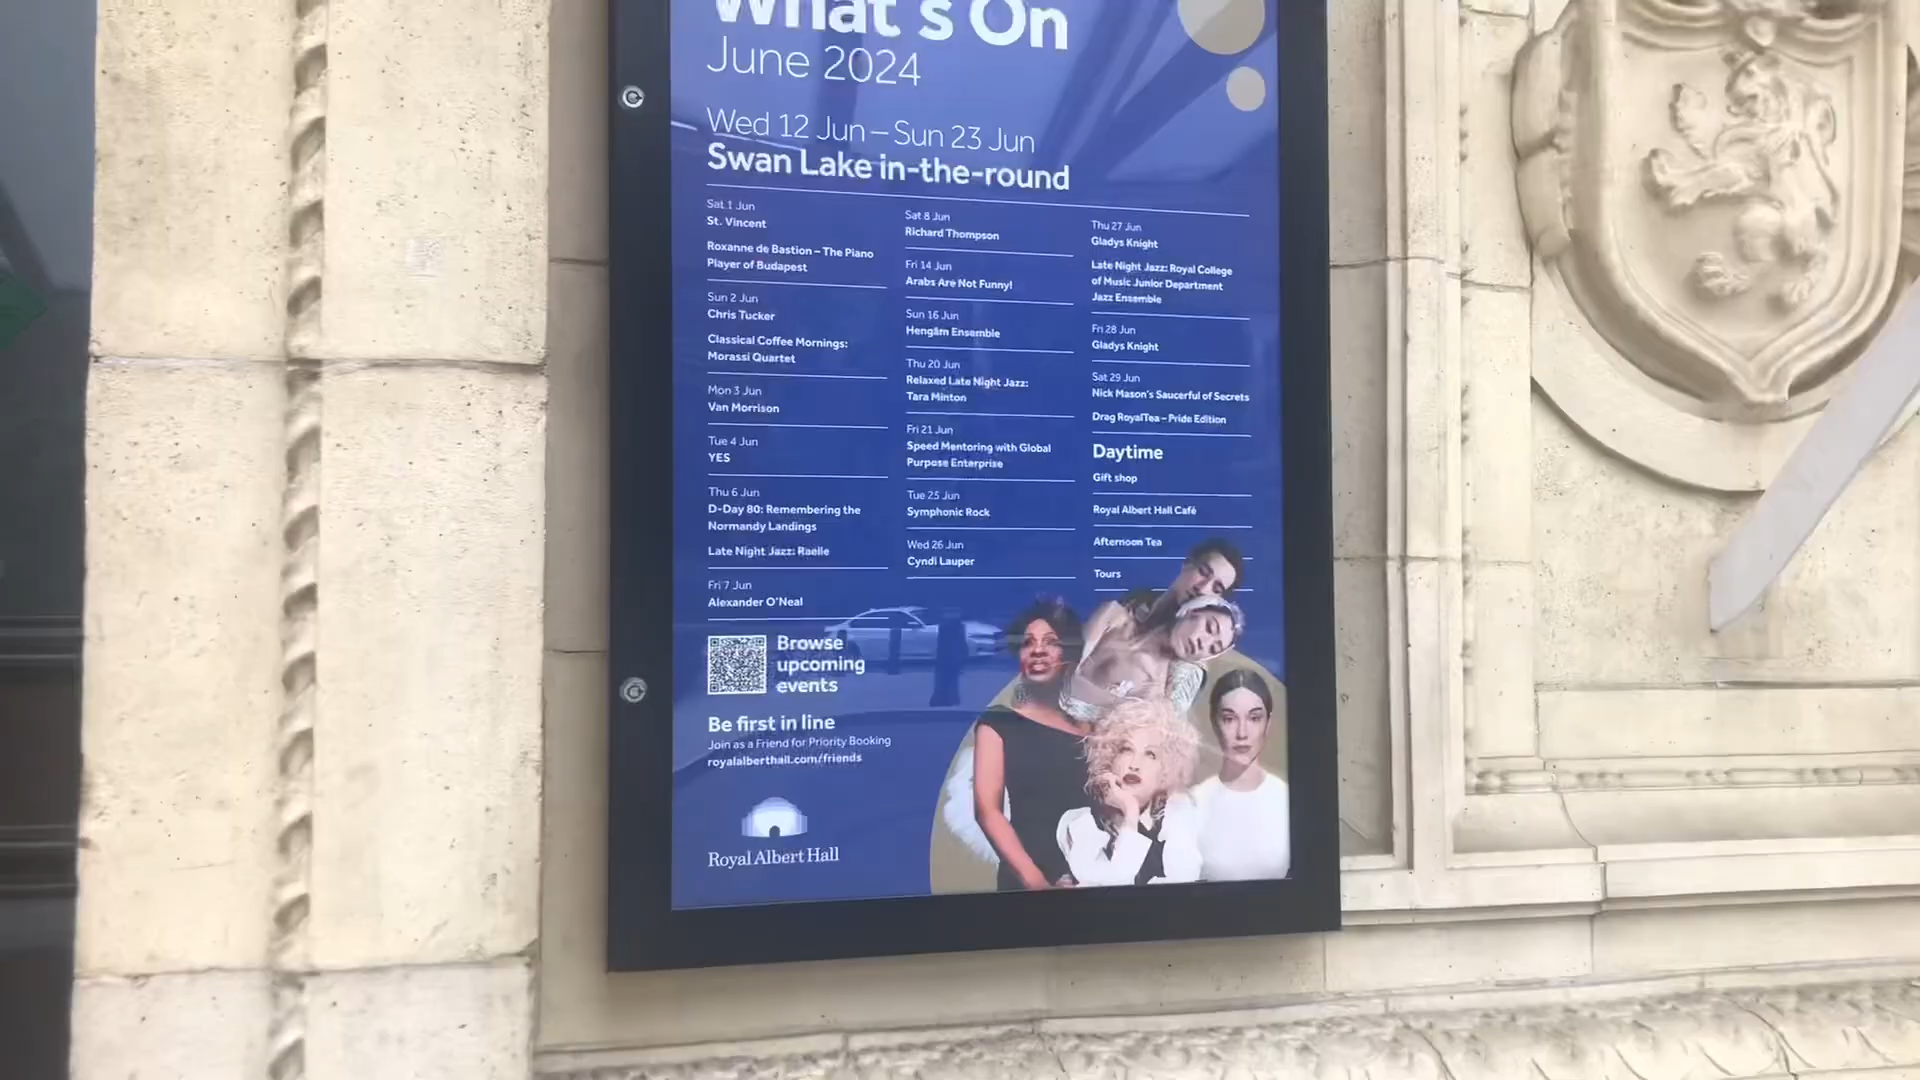 What's On
June 2024
Wed 12 Jun – Sun 23 Jun
Swan Lake in-the-round
Sat 1 Jun
St. Vincent
Roxanne de Bastion – The Piano
Player of Budapest
Sun 2 Jun
Chris Tucker
Classical Coffee Mornings:
Morassi Quartet
Mon 3 Jun
Van Morrison
Tue 4 Jun
YES
Thu 6 Jun
D-Day 80: Remembering the
Normandy Landings
Late Night Jazz: Raelle
Fri 7 Jun
Alexander O'Neal
Sat 8 Jun
Richard Thompson
Fri 14 Jun
Arabs Are Not Funny!
Sun 16 Jun
Hengām Ensemble
Thu 20 Jun
Relaxed Late Night Jazz:
Tara Minton
Fri 21 Jun
Speed Mentoring with Global
Purpose Enterprise
Tue 25 Jun
Symphonic Rock
Wed 26 Jun
Cyndi Lauper
Thu 27 Jun
Gladys Knight
Late Night Jazz: Royal College
of Music Junior Department
Jazz Ensemble
Fri 28 Jun
Gladys Knight
Sat 29 Jun
Nick Mason's Saucerful of Secrets
Drag RoyalTea – Pride Edition
Daytime
Gift shop
Royal Albert Hall Café
Afternoon Tea
Tours
Browse
upcoming
events
Be first in line
Join as a Friend for Priority Booking
royalalberthall.com/friends
Royal Albert Hall